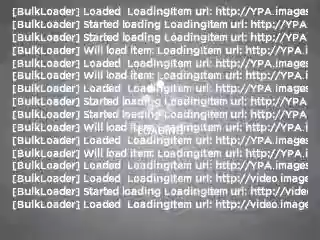 [BulkLoader] Loaded LoadingItem url: http://YPA.images
[BulkLoader] Started loading LoadingItem url: http://YPA
[BulkLoader] Loaded LoadingItem url: http://YPA.images
[BulkLoader] Will load item: LoadingItem url: http://YPA.i
[BulkLoader] Loaded LoadingItem url: http://YPA.images
[BulkLoader] Will load item: LoadingItem url: http://YPA.i
[BulkLoader] Loaded LoadingItem url: http://YPA.images
[BulkLoader] Started loading LoadingItem url: http://YPA
[BulkLoader] Started loading LoadingItem url: http://YPA
[BulkLoader] Will load item: LoadingItem url: http://YPA.i
LOADING
[BulkLoader] Loaded LoadingItem url: http://YPA.images
[BulkLoader] Will load item: LoadingItem url: http://YPA.i
[BulkLoader] Loaded LoadingItem url: http://YPA.images
[BulkLoader] Loaded LoadingItem url: http://video.image
[BulkLoader] Started loading LoadingItem url: http://vide
[BulkLoader] Loaded LoadingItem url: http://video.image